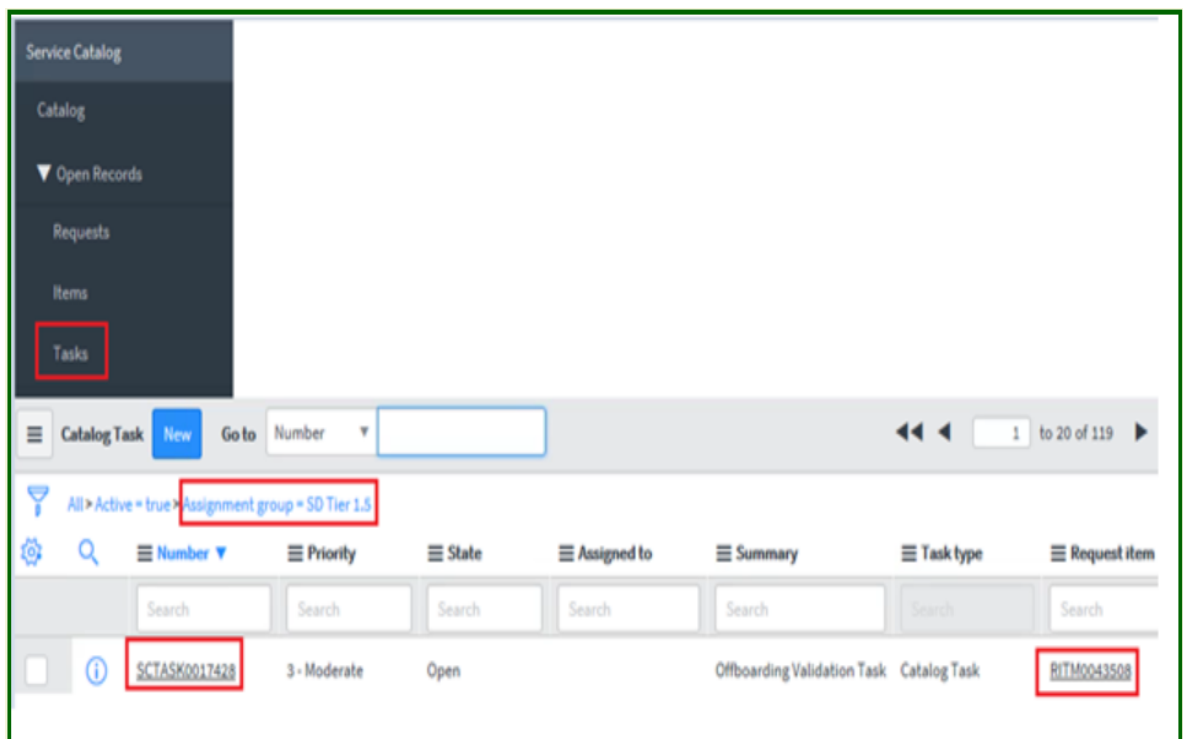 Service Catalog
Catalog
▼ Open Records
Requests
Items
Tasks
Catalog Task New Go to Number ▼ 1 to 20 of 119
All > Active = true > Assignment group = SD Tier 1.5
Number ▼ Priority State Assigned to Summary Task type Request item
Search Search Search Search Search Search Search
SCTASK0017428 3 - Moderate Open Offboarding Validation Task Catalog Task RITM0043508